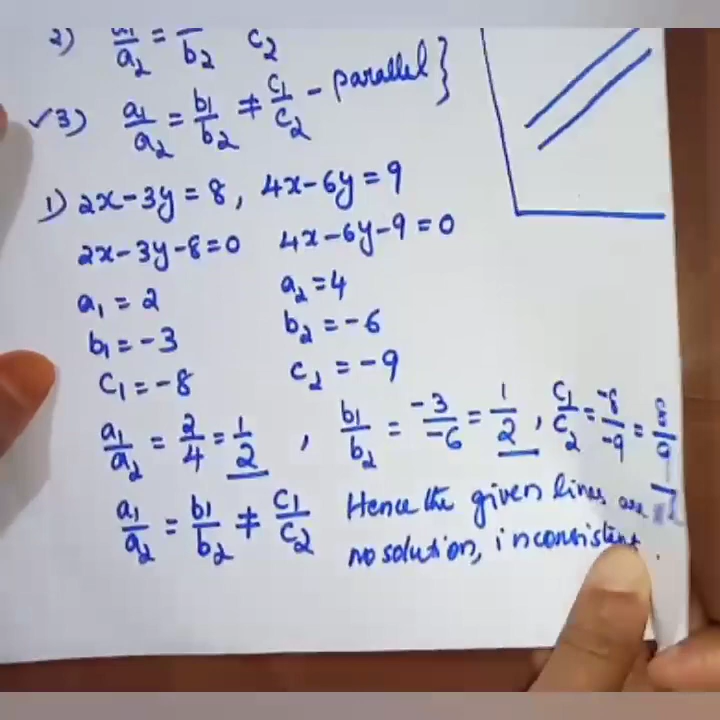 2) a1/a2 = b2 c2
✓3) a1/a2 = b1/b2 ≠ c1/c2 - parallel }
1) 2x-3y=8, 4x-6y=9
2x-3y-8=0 4x-6y-9=0
a1=2 a2=4
b1=-3 b2=-6
c1=-8 c2=-9
a1/a2 = 2/4 = 1/2, b1/b2 = -3/-6 = 1/2, c1/c2 = -8/-9 = 8/9
a1/a2 = b1/b2 ≠ c1/c2 Hence the given lines are
no solution, inconsistent.